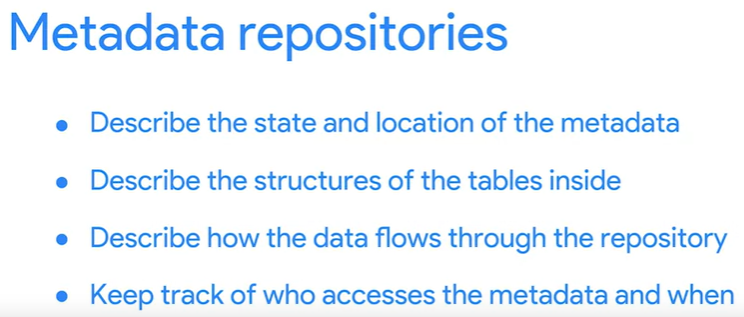 Metadata repositories
• Describe the state and location of the metadata
• Describe the structures of the tables inside
• Describe how the data flows through the repository
• Keep track of who accesses the metadata and when